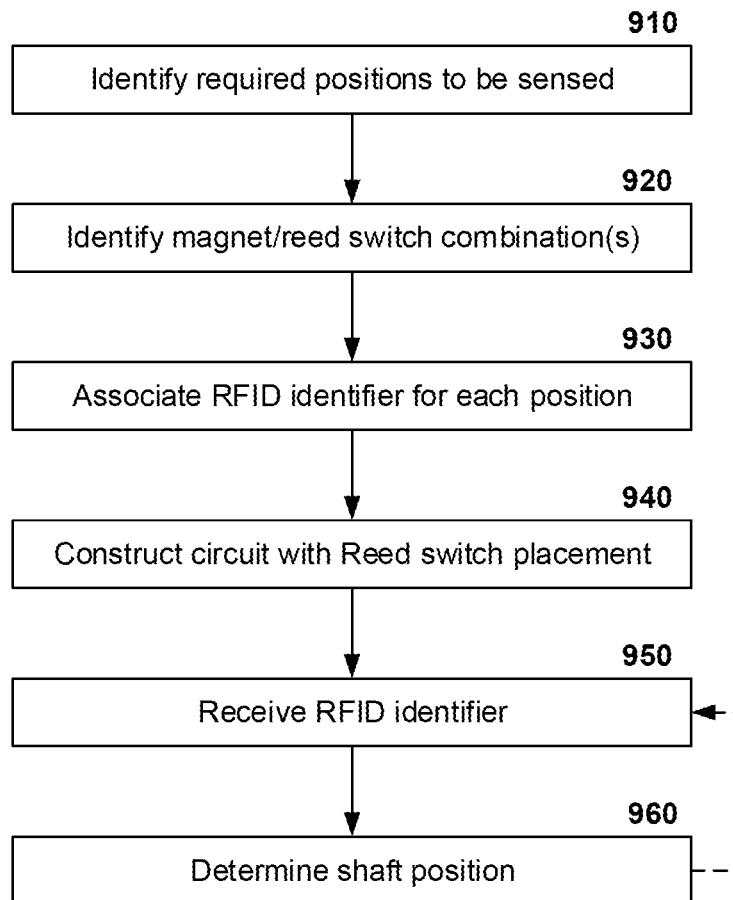 910
Identify required positions to be sensed
920
Identify magnet/reed switch combination(s)
930
Associate RFID identifier for each position
940
Construct circuit with Reed switch placement
950
Receive RFID identifier
960
Determine shaft position